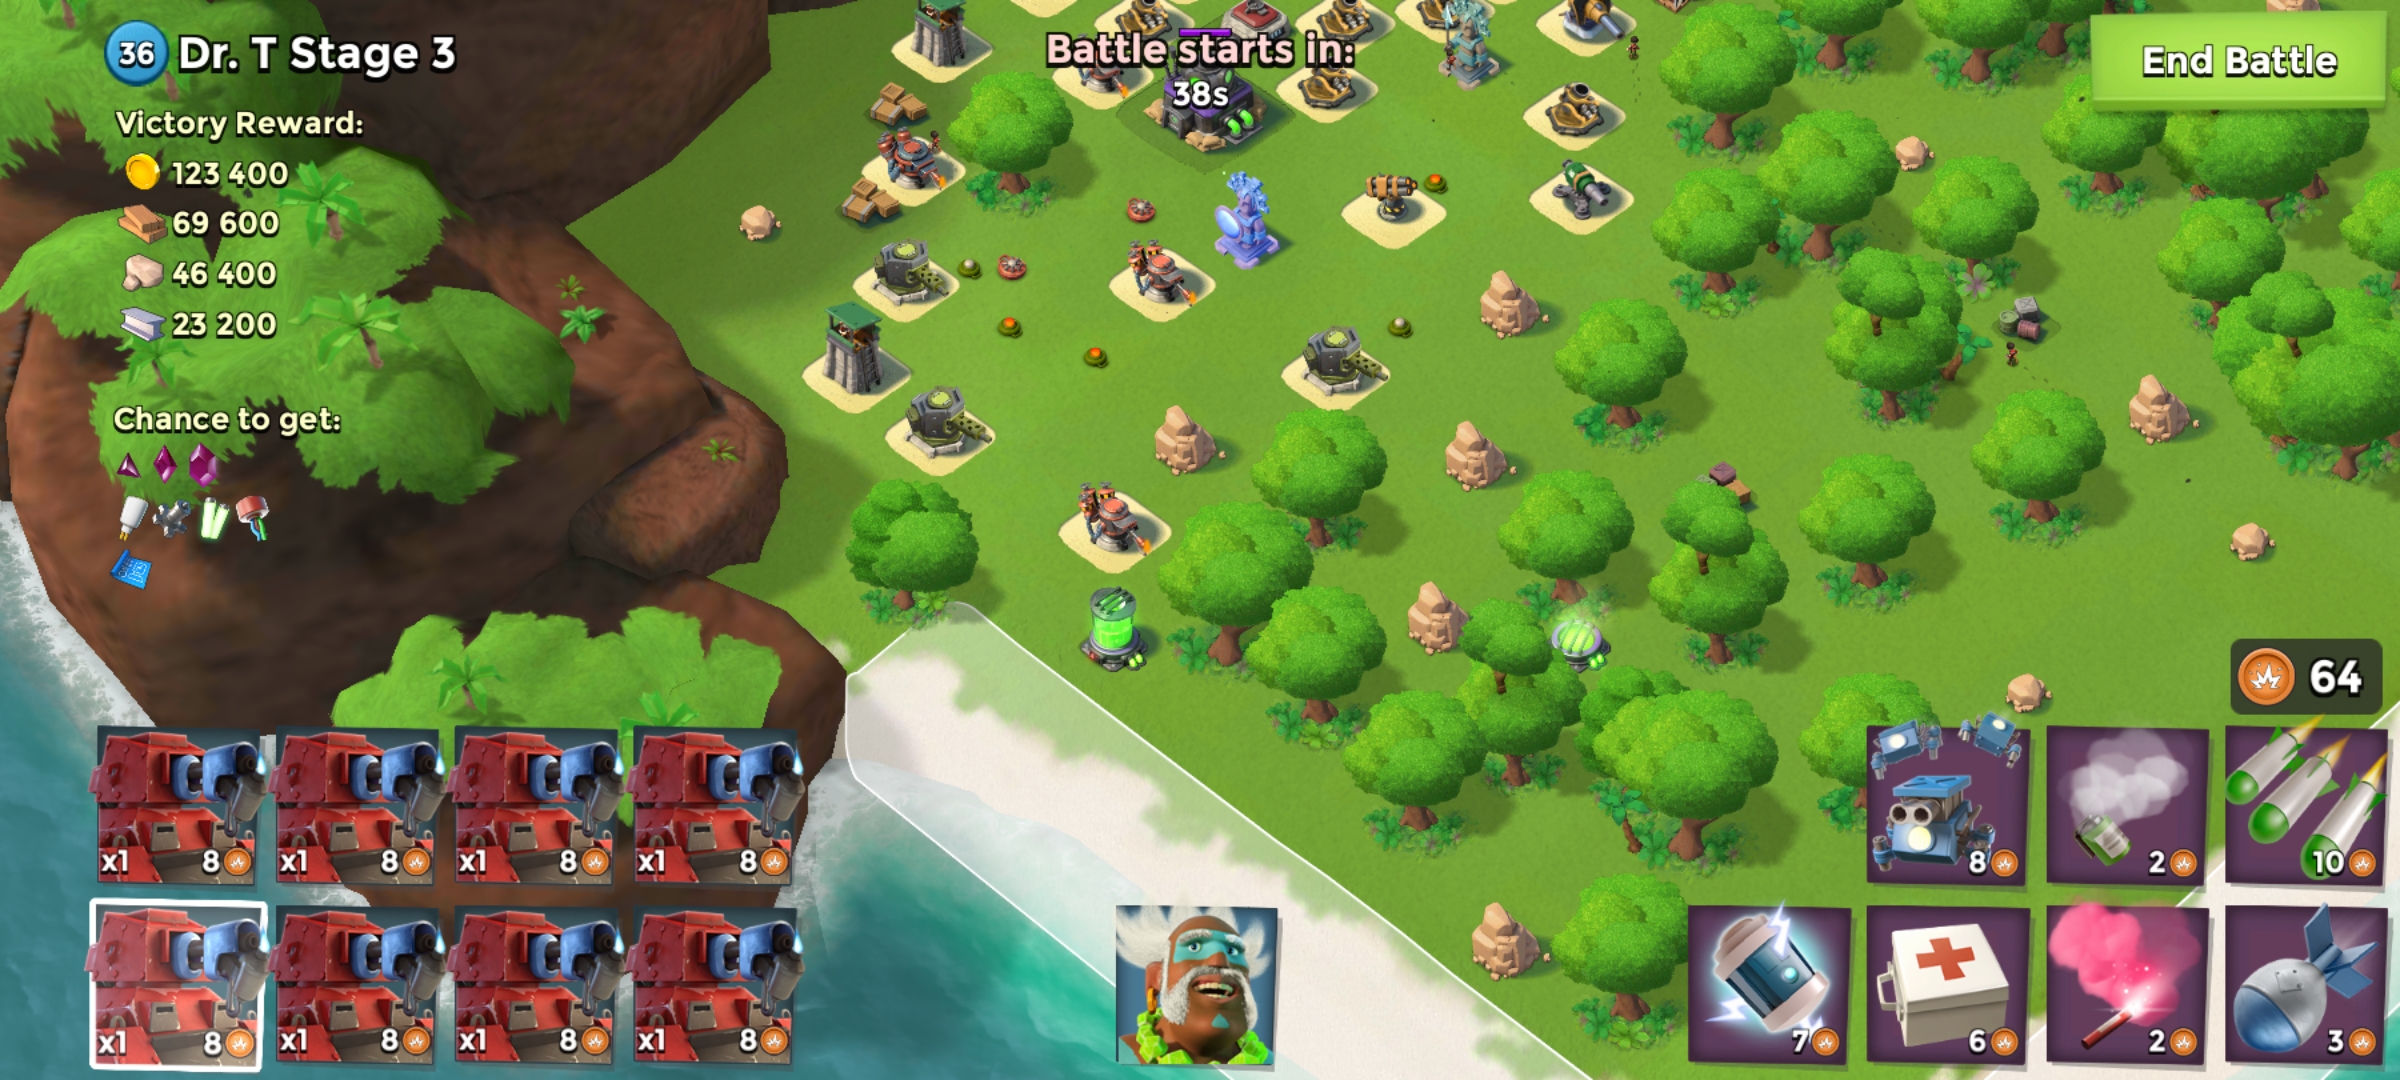 36 Dr. T Stage 3
Battle starts in:
38s
End Battle
Victory Reward:
123 400
69 600
46 400
23 200
Chance to get:
64
x1 8
x1 8
x1 8
x1 8
8
2
10
x1 8
x1 8
x1 8
x1 8
7
6
2
3